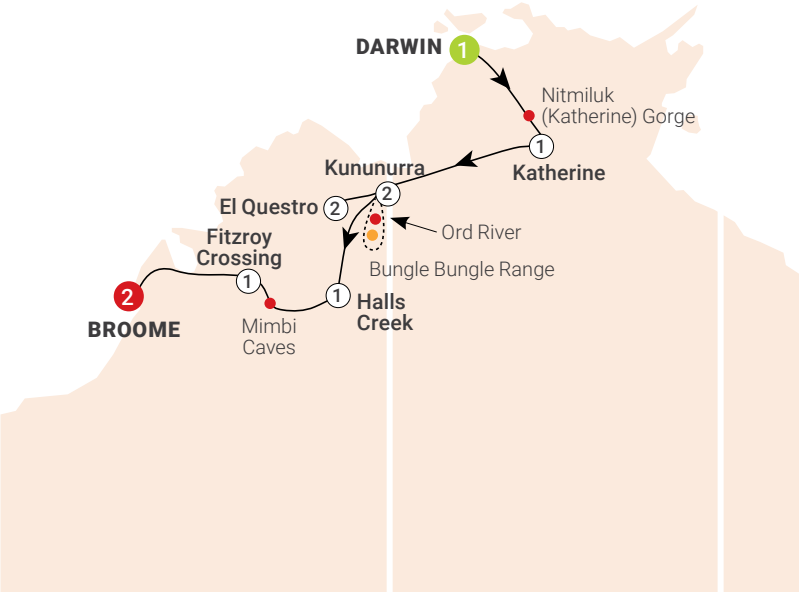 DARWIN
1
Nitmiluk
(Katherine) Gorge
1
Katherine
Kununurra
2
El Questro
2
Ord River
Fitzroy
Crossing
1
Bungle Bungle Range
2
BROOME
1
Halls
Creek
Mimbi
Caves